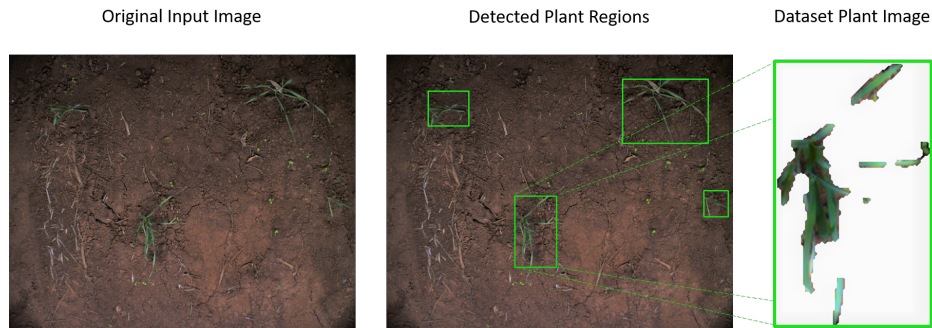 Original Input Image
Detected Plant Regions
Dataset Plant Image